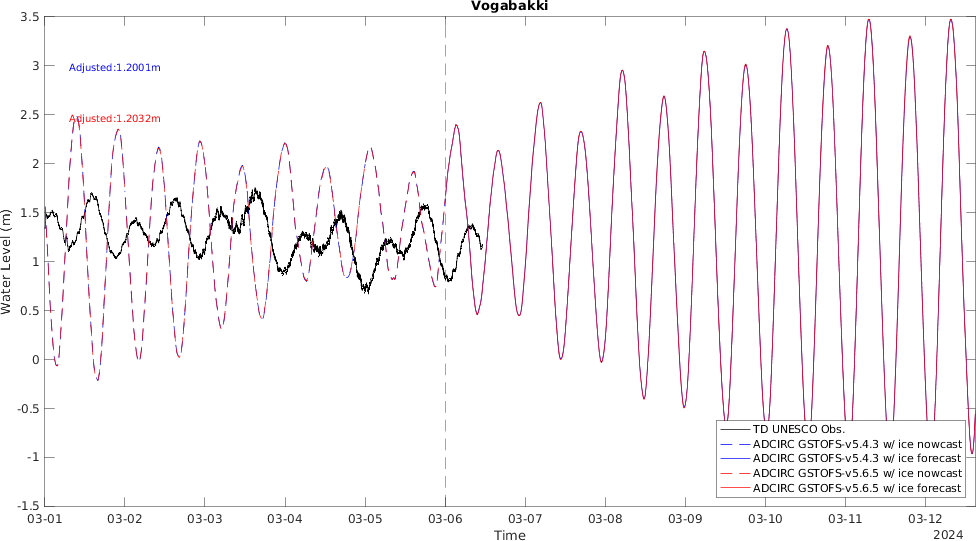 Vogabakki
3.5
3
2.5
2
1.5
1
0.5
0
-0.5
-1
-1.5
Water Level (m)
Adjusted:1.2001m
Adjusted:1.2032m
TD UNESCO Obs.
ADCIRC GSTOFS-v5.4.3 w/ ice nowcast
ADCIRC GSTOFS-v5.4.3 w/ ice forecast
ADCIRC GSTOFS-v5.6.5 w/ ice nowcast
ADCIRC GSTOFS-v5.6.5 w/ ice forecast
03-01 03-02 03-03 03-04 03-05 03-06 03-07 03-08 03-09 03-10 03-11 03-12
Time
2024